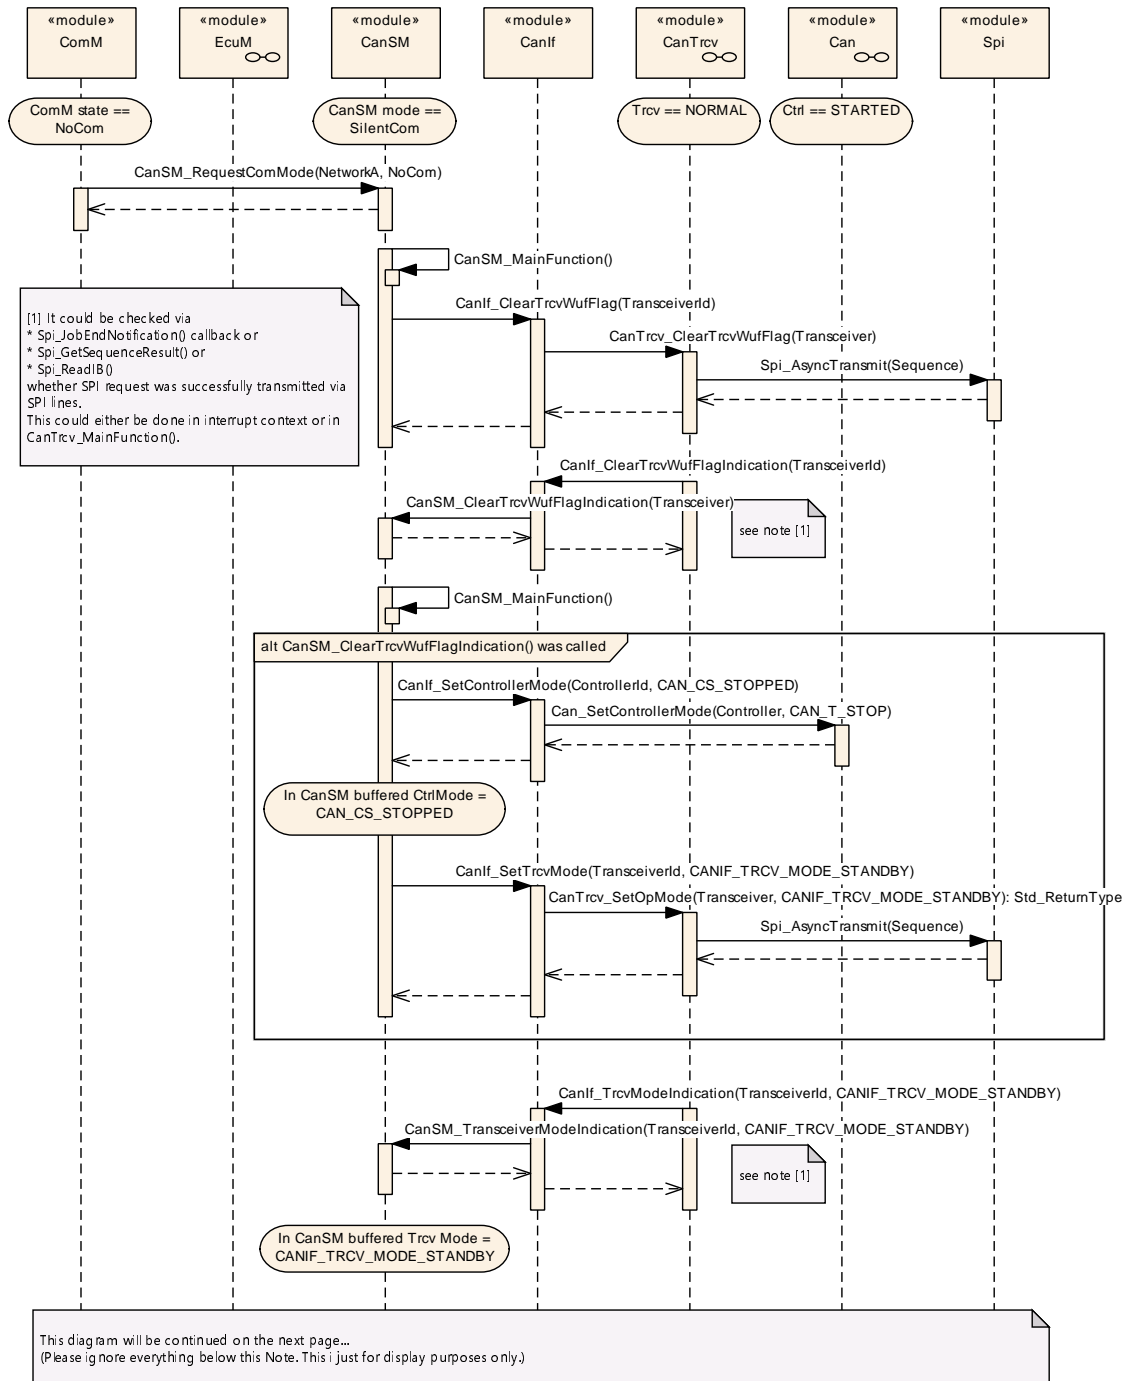 «module»
ComM
«module»
EcuM
«module»
CanSM
«module»
CanIf
«module»
CanTrcv
«module»
Can
«module»
Spi
ComM state ==
NoCom
CanSM mode ==
SilentCom
Trcv == NORMAL
Ctrl == STARTED
CanSM_RequestComMode(NetworkA, NoCom)
CanSM_MainFunction()
[1] It could be checked via
* Spi_JobEndNotification() callback or
* Spi_GetSequenceResult() or
* Spi_ReadIB()
whether SPI request was successfully transmitted via
SPI lines.
This could either be done in interrupt context or in
CanTrcv_MainFunction().
CanIf_ClearTrcvWufFlag(TransceiverId)
CanTrcv_ClearTrcvWufFlag(Transceiver)
Spi_AsyncTransmit(Sequence)
CanIf_ClearTrcvWufFlagIndication(TransceiverId)
CanSM_ClearTrcvWufFlagIndication(Transceiver)
see note [1]
CanSM_MainFunction()
alt CanSM_ClearTrcvWufFlagIndication() was called
CanIf_SetControllerMode(ControllerId, CAN_CS_STOPPED)
Can_SetControllerMode(Controller, CAN_T_STOP)
In CanSM buffered CtrlMode =
CAN_CS_STOPPED
CanIf_SetTrcvMode(TransceiverId, CANIF_TRCV_MODE_STANDBY)
CanTrcv_SetOpMode(Transceiver, CANIF_TRCV_MODE_STANDBY): Std_ReturnType
Spi_AsyncTransmit(Sequence)
CanIf_TrcvModeIndication(TransceiverId, CANIF_TRCV_MODE_STANDBY)
CanSM_TransceiverModeIndication(TransceiverId, CANIF_TRCV_MODE_STANDBY)
see note [1]
In CanSM buffered Trcv Mode =
CANIF_TRCV_MODE_STANDBY
This diagram will be continued on the next page...
(Please ignore everything below this Note. This i just for display purposes only.)